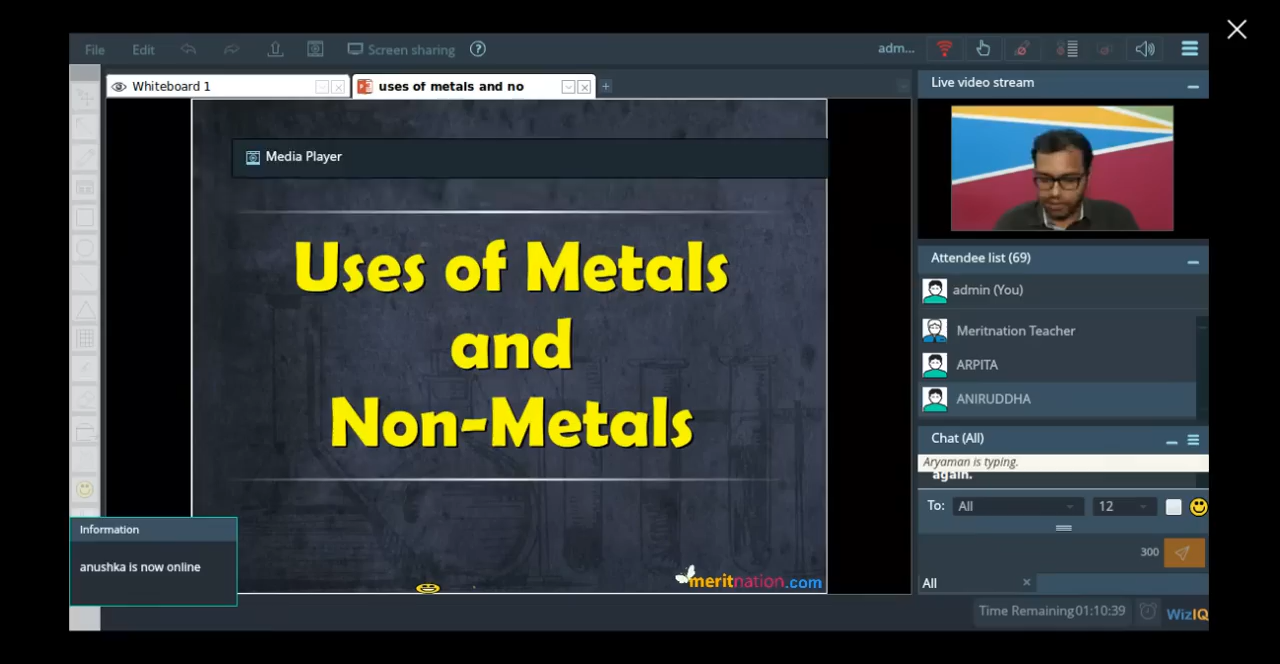 File Edit Screen sharing ? adm...
Whiteboard 1 uses of metals and no
Media Player
Uses of Metals
and
Non-Metals
meritnation.com
Information
anushka is now online
Live video stream
Attendee list (69)
admin (You)
Meritnation Teacher
ARPITA
ANIRUDDHA
Chat (All)
Aryaman is typing.
again.
To: All 12
300
All
Time Remaining01:10:39 WizIQ